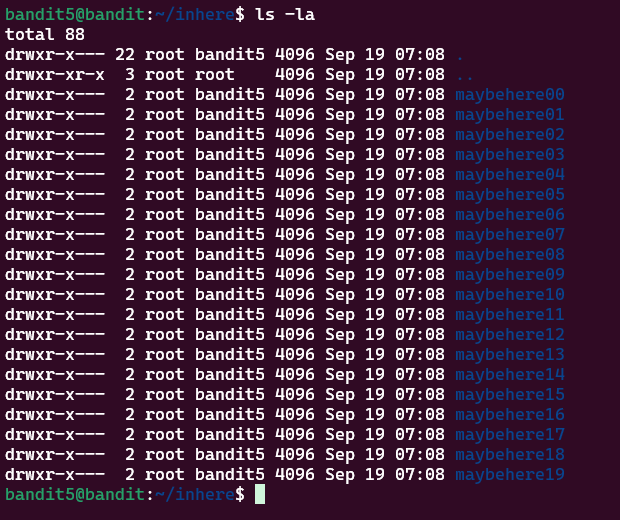 bandit5@bandit:~/inhere$ ls -la
total 88
drwxr-x--- 22 root bandit5 4096 Sep 19 07:08 .
drwxr-xr-x  3 root root    4096 Sep 19 07:08 ..
drwxr-x---  2 root bandit5 4096 Sep 19 07:08 maybehere00
drwxr-x---  2 root bandit5 4096 Sep 19 07:08 maybehere01
drwxr-x---  2 root bandit5 4096 Sep 19 07:08 maybehere02
drwxr-x---  2 root bandit5 4096 Sep 19 07:08 maybehere03
drwxr-x---  2 root bandit5 4096 Sep 19 07:08 maybehere04
drwxr-x---  2 root bandit5 4096 Sep 19 07:08 maybehere05
drwxr-x---  2 root bandit5 4096 Sep 19 07:08 maybehere06
drwxr-x---  2 root bandit5 4096 Sep 19 07:08 maybehere07
drwxr-x---  2 root bandit5 4096 Sep 19 07:08 maybehere08
drwxr-x---  2 root bandit5 4096 Sep 19 07:08 maybehere09
drwxr-x---  2 root bandit5 4096 Sep 19 07:08 maybehere10
drwxr-x---  2 root bandit5 4096 Sep 19 07:08 maybehere11
drwxr-x---  2 root bandit5 4096 Sep 19 07:08 maybehere12
drwxr-x---  2 root bandit5 4096 Sep 19 07:08 maybehere13
drwxr-x---  2 root bandit5 4096 Sep 19 07:08 maybehere14
drwxr-x---  2 root bandit5 4096 Sep 19 07:08 maybehere15
drwxr-x---  2 root bandit5 4096 Sep 19 07:08 maybehere16
drwxr-x---  2 root bandit5 4096 Sep 19 07:08 maybehere17
drwxr-x---  2 root bandit5 4096 Sep 19 07:08 maybehere18
drwxr-x---  2 root bandit5 4096 Sep 19 07:08 maybehere19
bandit5@bandit:~/inhere$